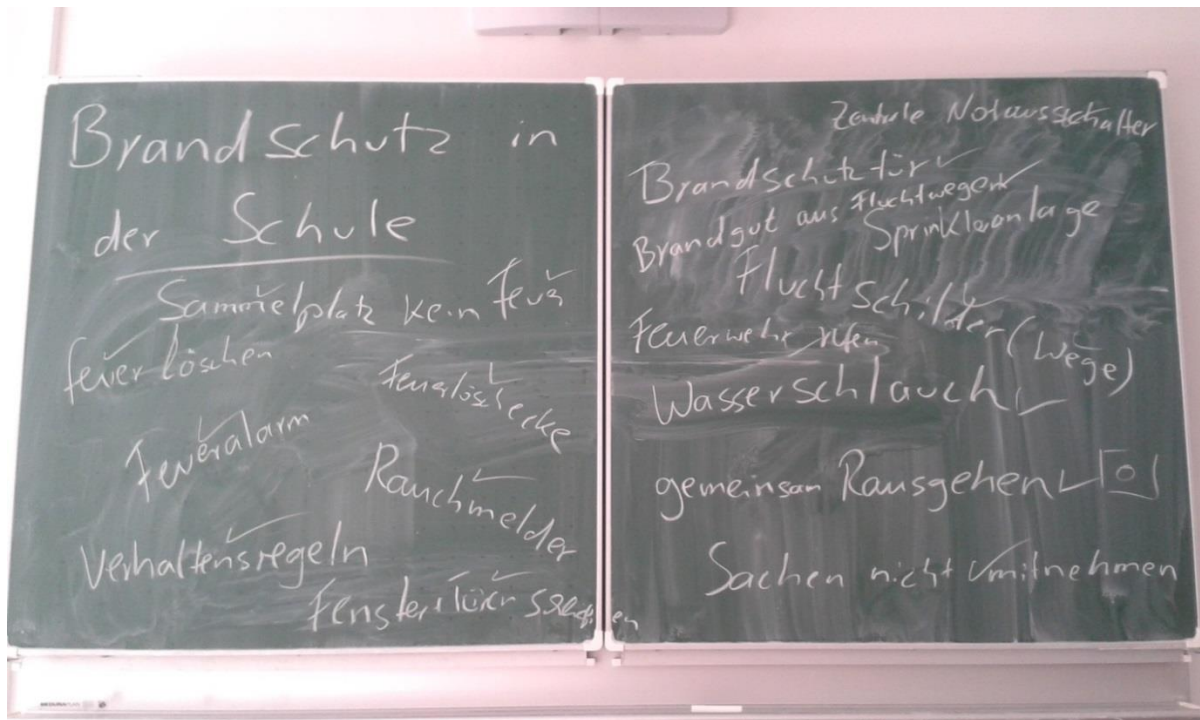 Brandschutz in
der Schule
Sammelplatz kein Feuer
feuer löschen
Feuerlöschecke
Feueralarm
Rauchmelder
Verhaltensregeln
Fenster + Türen
Zentrale Notausschalter
Brandschutztür
Brandgut aus Fluchtwegen
Sprinkleranlage
Flucht Schilder (Wege)
Feuerwehr rufen
Wasserschlauch
gemeinsam Rausgehen
Sachen nicht mitnehmen